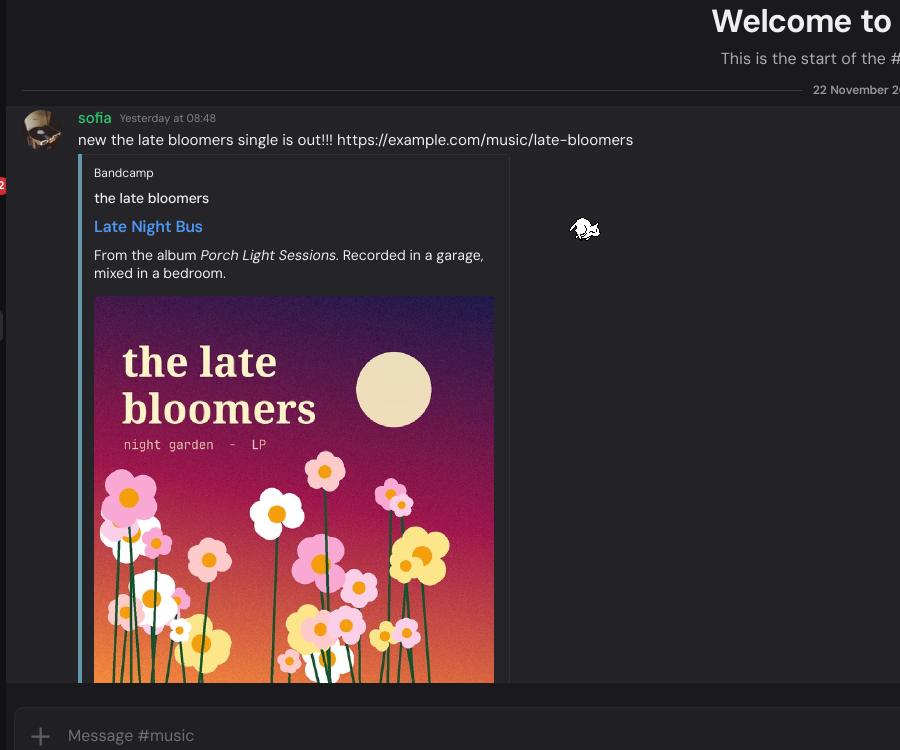 Welcome to
This is the start of the #
22 November 2
sofia Yesterday at 08:48
new the late bloomers single is out!!! https://example.com/music/late-bloomers
2
Bandcamp
the late bloomers
Late Night Bus
From the album Porch Light Sessions. Recorded in a garage,
mixed in a bedroom.
the late
bloomers
night garden - LP
Message #music